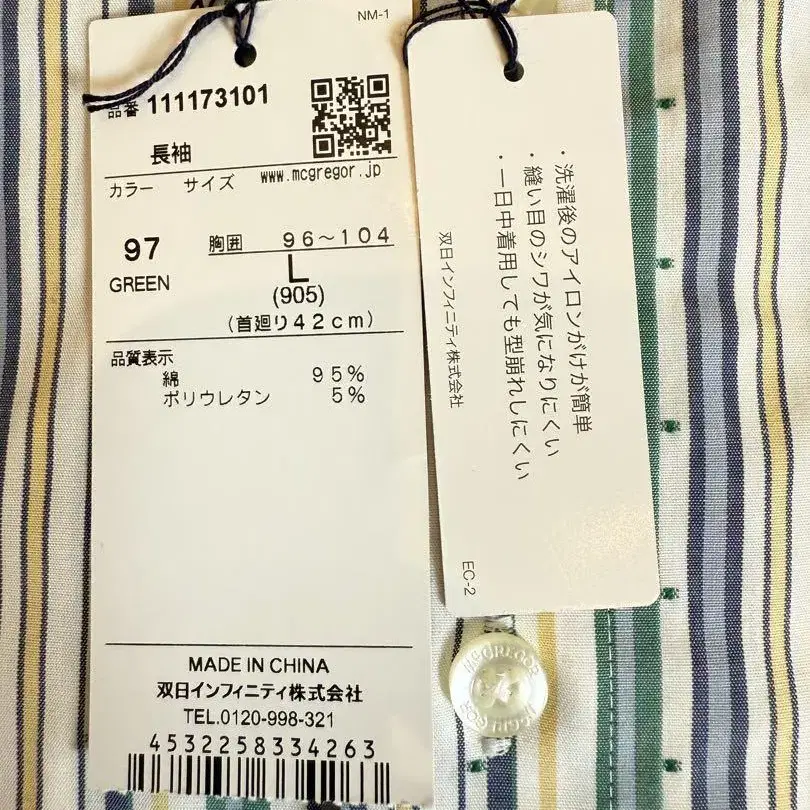 NM-1
品番 111173101
長袖
www.mcgregor.jp
カラー サイズ
97
GREEN
胸囲 96～104
L
(905)
(首廻り42cm)
品質表示
綿 95%
ポリウレタン 5%
MADE IN CHINA
双日インフィニティ株式会社
TEL.0120-998-321
4532258334263
・洗濯後のアイロンがけが簡単
・縫い目のシワが気になりにくい
・一日中着用しても型崩れしにくい
双日インフィニティ株式会社
EC-2
McGREGOR
McGREGOR